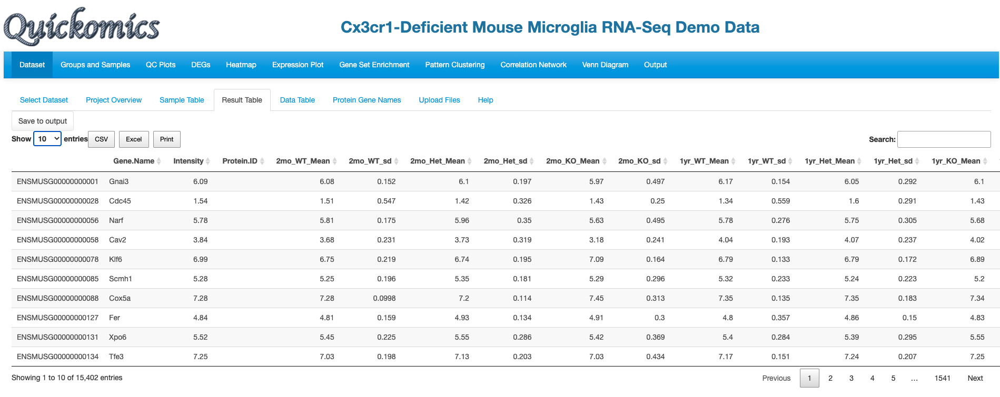 Quickomics
Cx3cr1-Deficient Mouse Microglia RNA-Seq Demo Data
Dataset Groups and Samples QC Plots DEGs Heatmap Expression Plot Gene Set Enrichment Pattern Clustering Correlation Network Venn Diagram Output
Select Dataset Project Overview Sample Table Result Table Data Table Protein Gene Names Upload Files Help
Save to output
Show 10 entries CSV Excel Print Search:
Gene.Name Intensity Protein.ID 2mo_WT_Mean 2mo_WT_sd 2mo_Het_Mean 2mo_Het_sd 2mo_KO_Mean 2mo_KO_sd 1yr_WT_Mean 1yr_WT_sd 1yr_Het_Mean 1yr_Het_sd 1yr_KO_Mean
ENSMUSG00000000001 Gnai3 6.09 6.08 0.152 6.1 0.197 5.97 0.497 6.17 0.154 6.05 0.292 6.1
ENSMUSG00000000028 Cdc45 1.54 1.51 0.547 1.42 0.326 1.43 0.25 1.34 0.559 1.6 0.291 1.43
ENSMUSG00000000056 Narf 5.78 5.81 0.175 5.96 0.35 5.63 0.495 5.78 0.276 5.75 0.305 5.68
ENSMUSG00000000058 Cav2 3.84 3.68 0.231 3.73 0.319 3.18 0.241 4.04 0.193 4.07 0.237 4.02
ENSMUSG00000000078 Klf6 6.99 6.75 0.219 6.74 0.195 7.09 0.164 6.79 0.133 6.79 0.172 6.89
ENSMUSG00000000085 Scmh1 5.28 5.25 0.196 5.35 0.181 5.29 0.296 5.32 0.233 5.24 0.223 5.2
ENSMUSG00000000088 Cox5a 7.28 7.28 0.0998 7.2 0.114 7.45 0.313 7.35 0.135 7.35 0.183 7.34
ENSMUSG00000000127 Fer 4.84 4.81 0.159 4.93 0.134 4.91 0.3 4.8 0.357 4.86 0.15 4.83
ENSMUSG00000000131 Xpo6 5.52 5.45 0.225 5.55 0.286 5.42 0.369 5.4 0.284 5.39 0.295 5.55
ENSMUSG00000000134 Tfe3 7.25 7.03 0.198 7.13 0.203 7.03 0.434 7.17 0.151 7.24 0.207 7.25
Showing 1 to 10 of 15,402 entries Previous 1 2 3 4 5 … 1541 Next